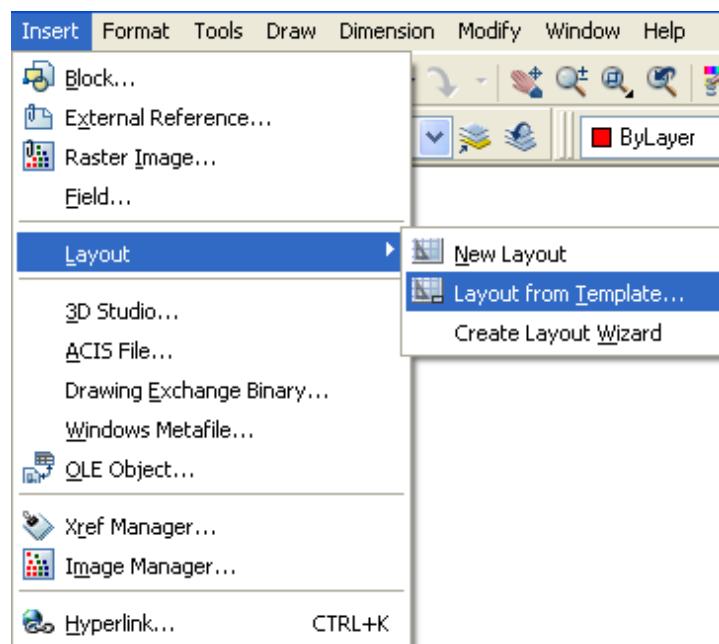 Insert Format Tools Draw Dimension Modify Window Help
Block...
External Reference...
Raster Image...
Field...
ByLayer
Layout
New Layout
Layout from Template...
Create Layout Wizard
3D Studio...
ACIS File...
Drawing Exchange Binary...
Windows Metafile...
OLE Object...
Xref Manager...
Image Manager...
Hyperlink... CTRL+K